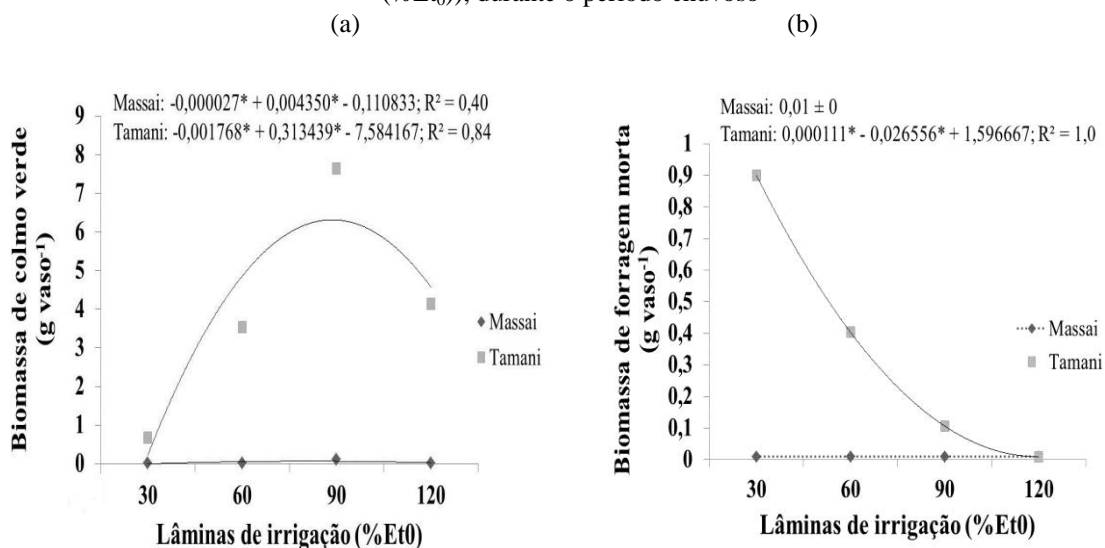 (%Et₀)), durante o período chuvoso
(a)
(b)
Massai: -0,000027* + 0,004350* - 0,110833; R² = 0,40
Tamani: -0,001768* + 0,313439* - 7,584167; R² = 0,84
Biomassa de colmo verde
(g vaso⁻¹)
9
8
7
6
5
4
3
2
1
0
30 60 90 120
Lâminas de irrigação (%Et0)
Massai
Tamani
Massai: 0,01 ± 0
Tamani: 0,000111* - 0,026556* + 1,596667; R² = 1,0
Biomassa de forragem morta
(g vaso⁻¹)
1
0,9
0,8
0,7
0,6
0,5
0,4
0,3
0,2
0,1
0
30 60 90 120
Lâminas de irrigação (%Et0)
Massai
Tamani